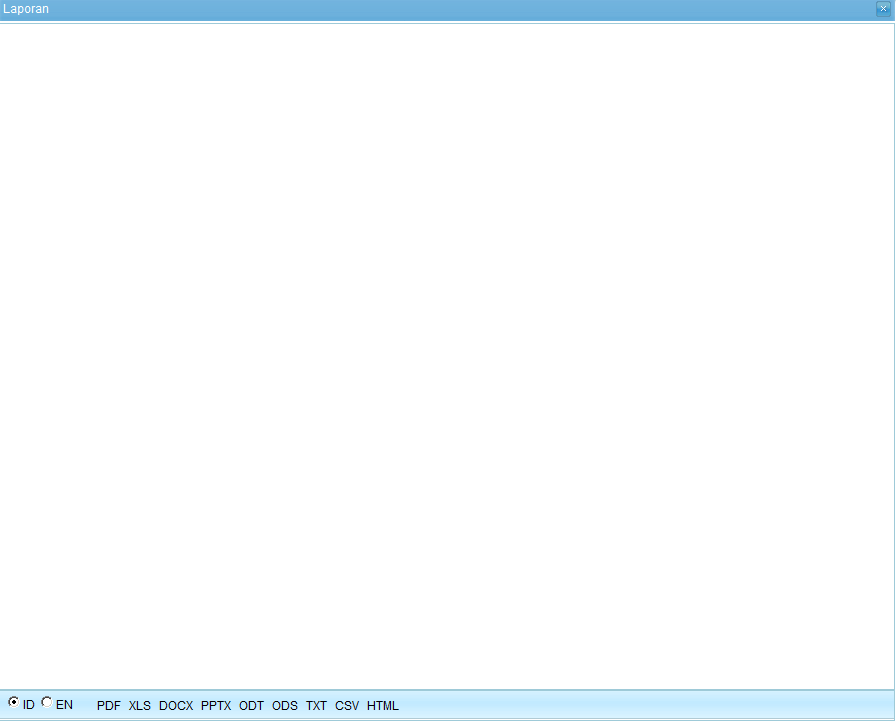 Laporan
ID EN PDF XLS DOCX PPTX ODT ODS TXT CSV HTML